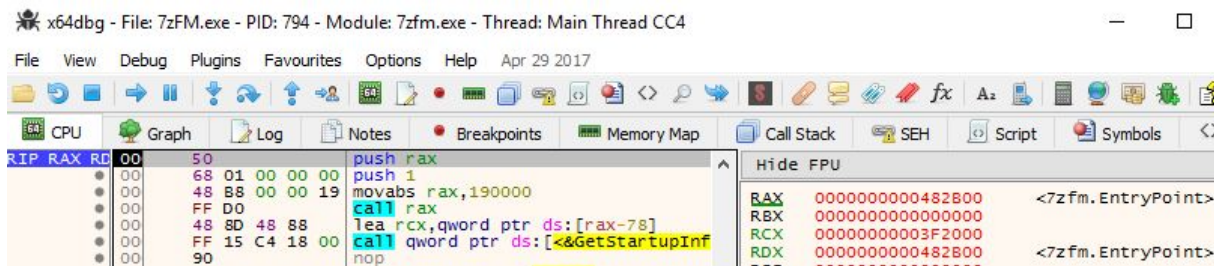 x64dbg - File: 7zFM.exe - PID: 794 - Module: 7zfm.exe - Thread: Main Thread CC4
File View Debug Plugins Favourites Options Help Apr 29 2017
CPU Graph Log Notes Breakpoints Memory Map Call Stack SEH Script Symbols
RIP RAX RD 00 50 push rax
00 68 01 00 00 00 push 1
00 48 B8 00 00 19 movabs rax,190000
00 FF D0 call rax
00 48 8D 48 88 lea rcx,qword ptr ds:[rax-78]
00 FF 15 C4 18 00 call qword ptr ds:[<&GetStartupInf
00 90 nop
Hide FPU
RAX 0000000000482B00 <7zfm.EntryPoint>
RBX 0000000000000000
RCX 00000000003F2000
RDX 0000000000482B00 <7zfm.EntryPoint>